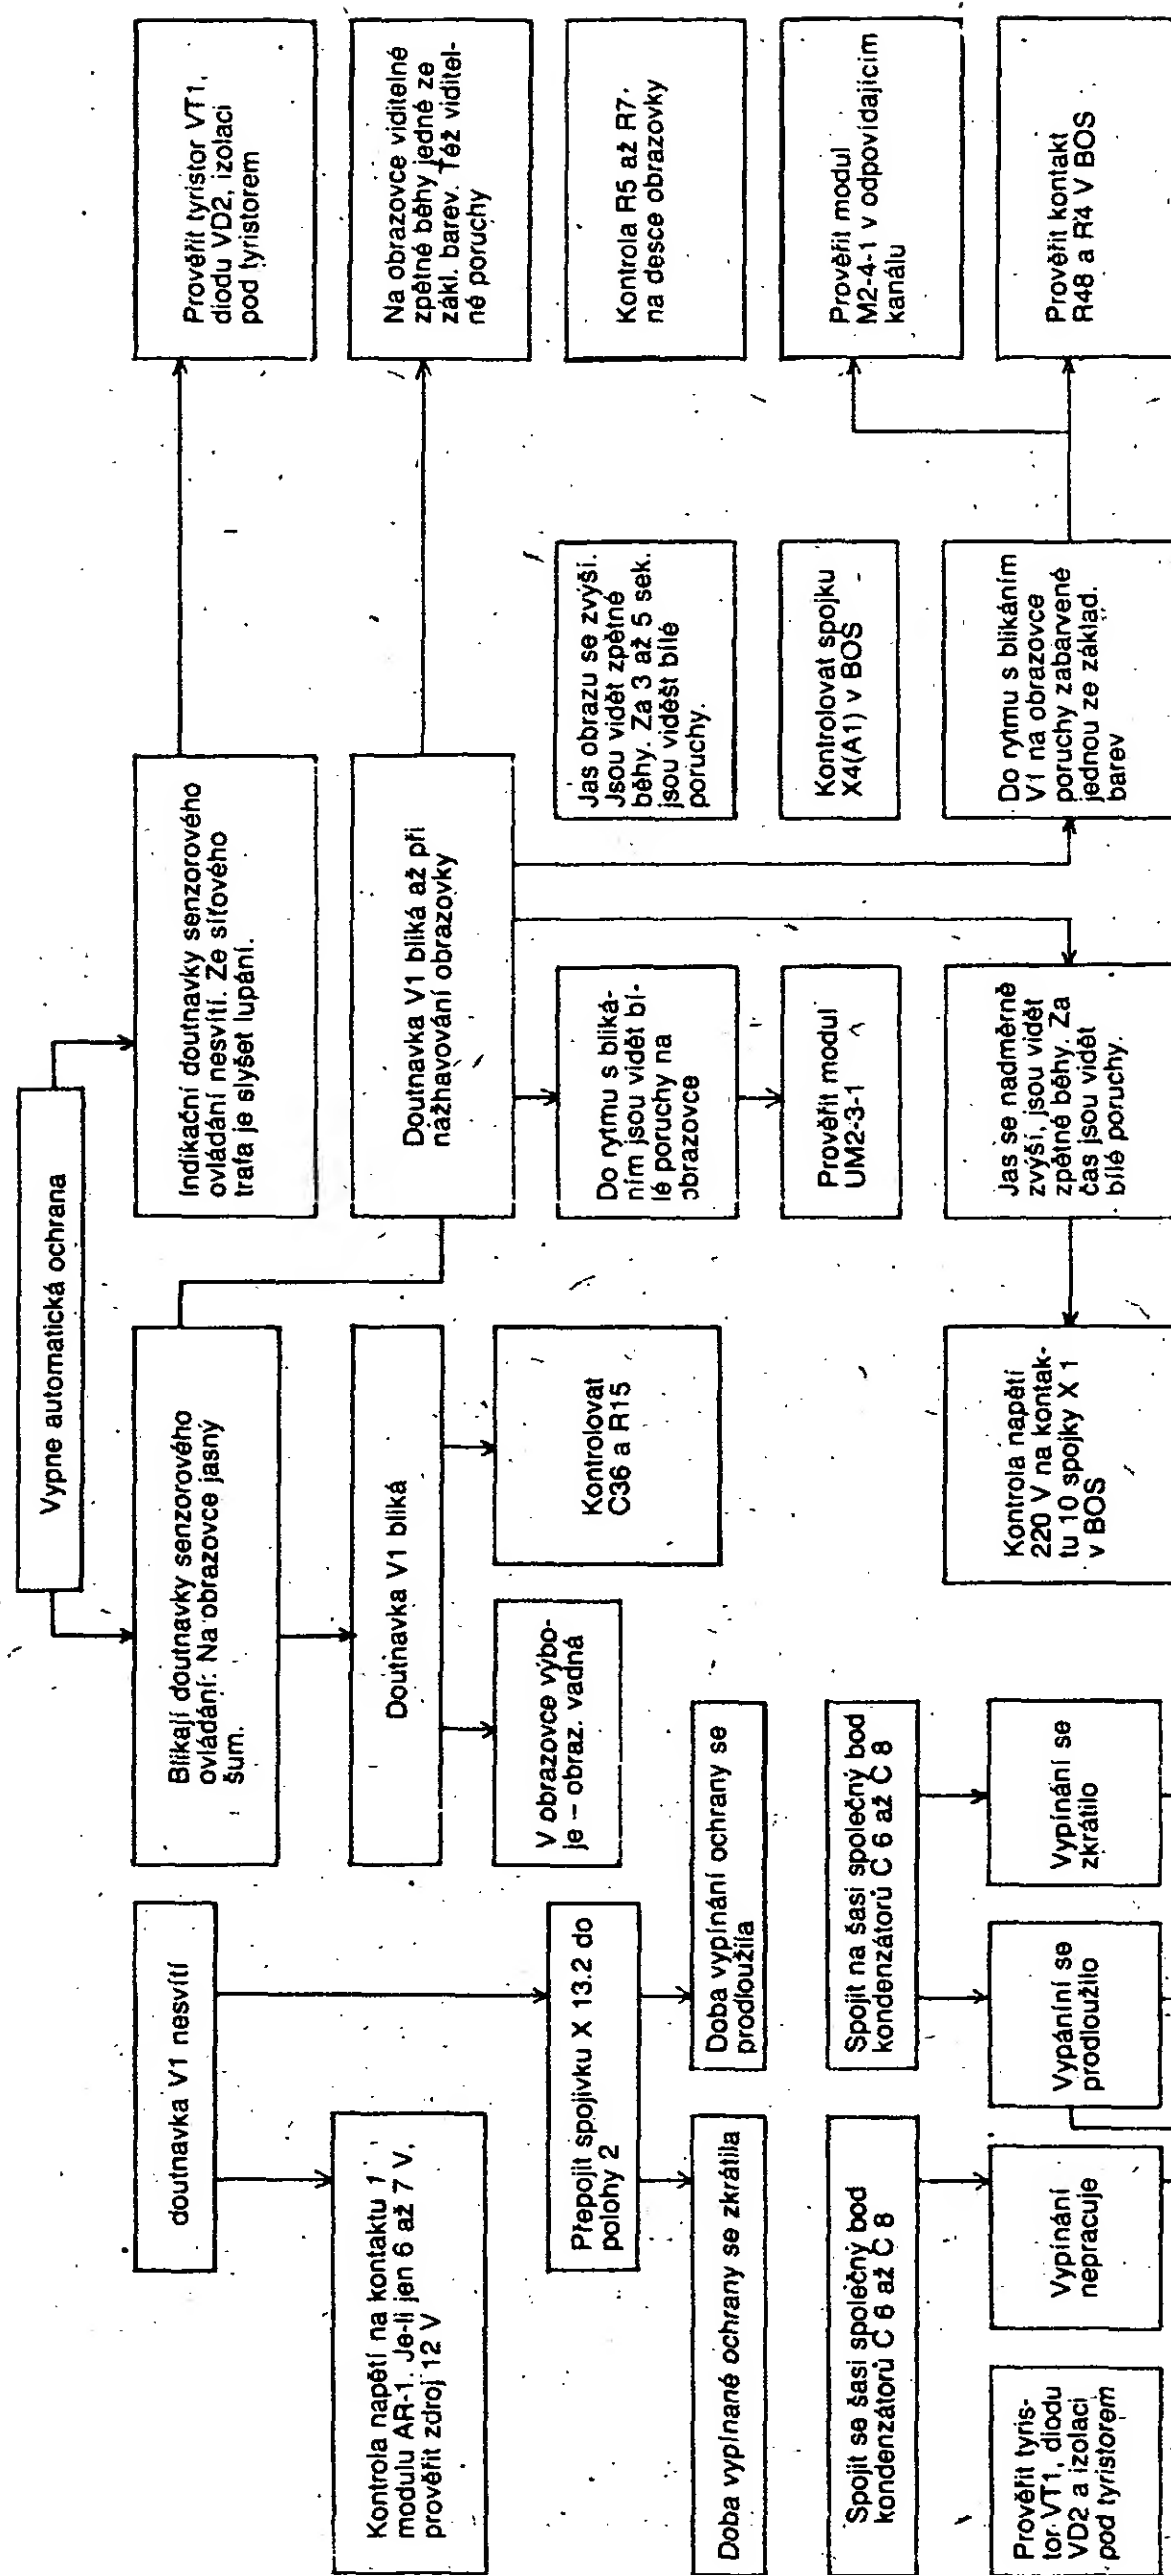 Vypne automatická ochrana
doutnavka V1 nesvítí
Blikají doutnavky senzorového
ovládání. Na obrazovce jasný
šum.
Indikační doutnavky senzorového
ovládání nesvítí. Ze síťového
trafa je slyšet lupání.
Prověřit tyristor VT1,
diodu VD2, izolaci
pod tyristorem
Kontrola napětí na kontaktu 1
modulu AR-1. Je-li jen 6 až 7 V,
prověřit zdroj 12 V
Doutnavka V1 bliká
Doutnavka V1 bliká až při
nážhavování obrazovky
Na obrazovce viditelné
zpětné běhy jedné ze
zákl. barev. Též viditel-
né poruchy
Přepojit spojivku X 13.2 do
polohy 2
V obrazovce výbo-
je – obraz. vadná
Kontrolovat
C36 a R15
Do rytmu s bliká-
ním jsou vidět bí-
lé poruchy na
obrazovce
Jas obrazu se zvýší.
Jsou vidět zpětné
běhy. Za 3 až 5 sek.
jsou viděšt bílé
poruchy.
Kontrola R5 až R7
na desce obrazovky
Doba vyplnané ochrany se zkrátila
Doba vypínání ochrany se
prodloužila
Prověřit modul
UM2-3-1
Kontrolovat spojku
X4(A1) v BOS
Prověřit modul
M2-4-1 v odpovídajícím
kanálu
Spojit se šasi společný bod
kondenzátorů C 6 až C 8
Spojit na šasi společný bod
kondenzátorů C 6 až C 8
Kontrola napětí
220 V na kontak-
tu 10 spojky X 1
v BOS
Jas se nadměrně
zvýší, jsou vidět
zpětné běhy. Za
čas jsou vidět
bílé poruchy.
Do rytmu s blikáním
V1 na obrazovce
poruchy zabarvené
jednou ze základ.
barev
Prověřit kontakt
R48 a R4 V BOS
Prověřit tyris-
tor VT1, diodu
VD2 a izolaci
pod tyristorem
Vypínání
nepracuje
Vypánání se
prodloužilo
Vypínání se
zkrátilo